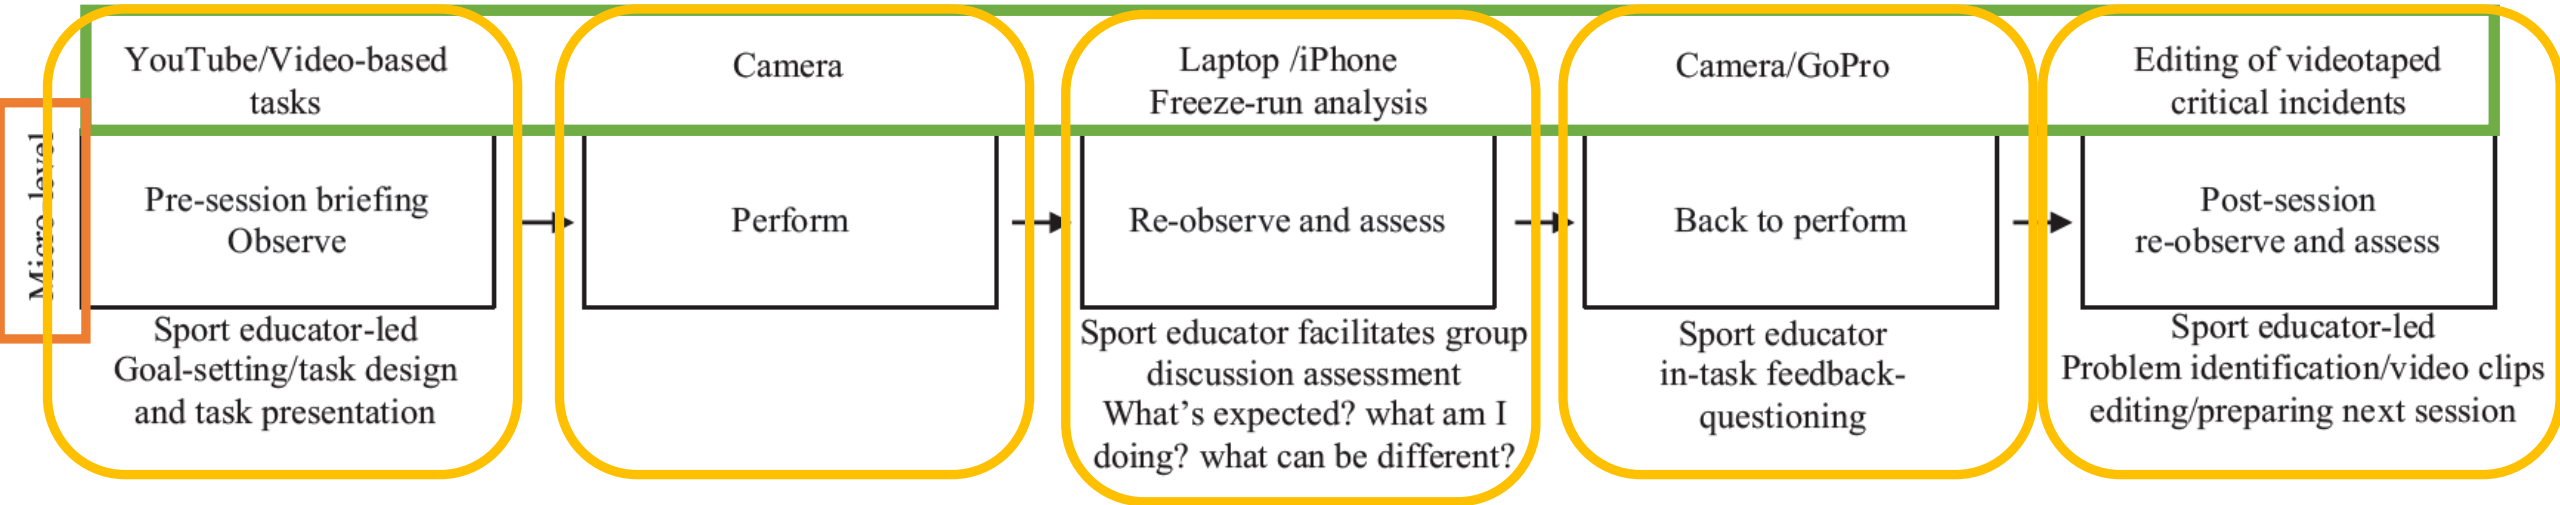 Micro level
YouTube/Video-based
tasks
Pre-session briefing
Observe
Sport educator-led
Goal-setting/task design
and task presentation
Camera
Perform
Laptop /iPhone
Freeze-run analysis
Re-observe and assess
Sport educator facilitates group
discussion assessment
What’s expected? what am I
doing? what can be different?
Camera/GoPro
Back to perform
Sport educator
in-task feedback-
questioning
Editing of videotaped
critical incidents
Post-session
re-observe and assess
Sport educator-led
Problem identification/video clips
editing/preparing next session